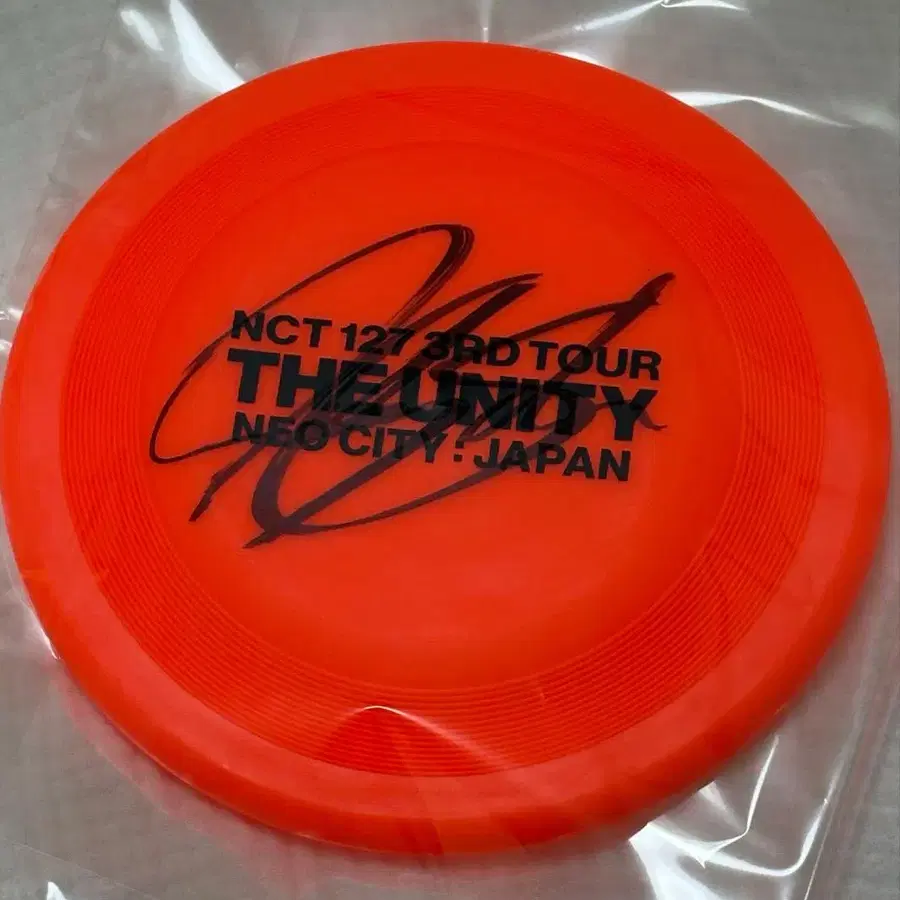 NCT 127 3RD TOUR
THE UNITY
NEO CITY : JAPAN